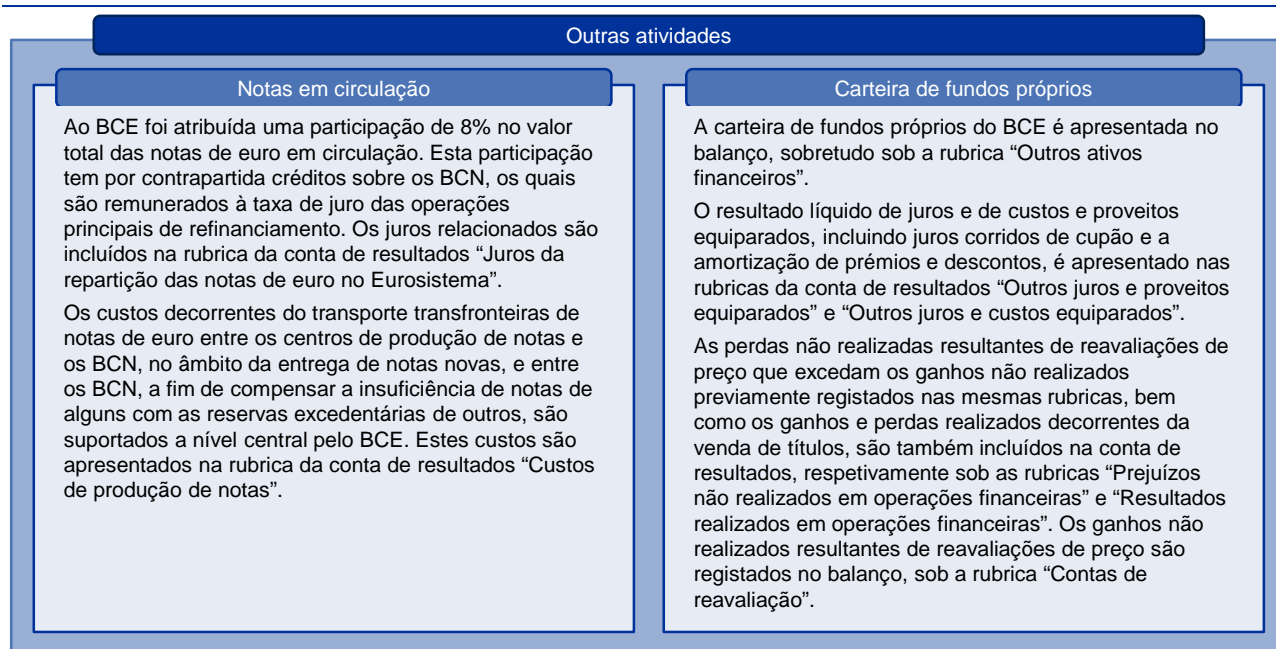 Outras atividades
Notas em circulação
Ao BCE foi atribuída uma participação de 8% no valor
total das notas de euro em circulação. Esta participação
tem por contrapartida créditos sobre os BCN, os quais
são remunerados à taxa de juro das operações
principais de refinanciamento. Os juros relacionados são
incluídos na rubrica da conta de resultados “Juros da
repartição das notas de euro no Eurosistema”.
Os custos decorrentes do transporte transfronteiras de
notas de euro entre os centros de produção de notas e
os BCN, no âmbito da entrega de notas novas, e entre
os BCN, a fim de compensar a insuficiência de notas de
alguns com as reservas excedentárias de outros, são
suportados a nível central pelo BCE. Estes custos são
apresentados na rubrica da conta de resultados “Custos
de produção de notas”.
Carteira de fundos próprios
A carteira de fundos próprios do BCE é apresentada no
balanço, sobretudo sob a rubrica “Outros ativos
financeiros”.
O resultado líquido de juros e de custos e proveitos
equiparados, incluindo juros corridos de cupão e a
amortização de prémios e descontos, é apresentado nas
rubricas da conta de resultados “Outros juros e proveitos
equiparados” e “Outros juros e custos equiparados”.
As perdas não realizadas resultantes de reavaliações de
preço que excedam os ganhos não realizados
previamente registados nas mesmas rubricas, bem
como os ganhos e perdas realizados decorrentes da
venda de títulos, são também incluídos na conta de
resultados, respetivamente sob as rubricas “Prejuízos
não realizados em operações financeiras” e “Resultados
realizados em operações financeiras”. Os ganhos não
realizados resultantes de reavaliações de preço são
registados no balanço, sob a rubrica “Contas de
reavaliação”.